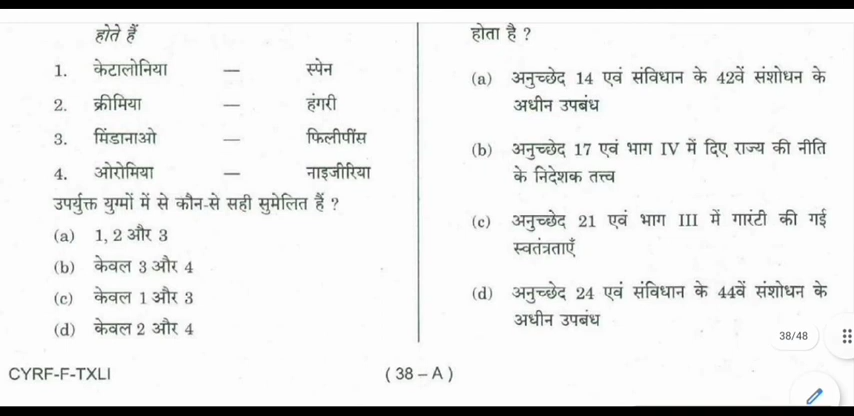 होते हैं
1. केटालोनिया — स्पेन
2. क्रीमिया — हंगरी
3. मिंडानाओ — फिलीपींस
4. ओरोमिया — नाइजीरिया
उपर्युक्त युग्मों में से कौन-से सही सुमेलित हैं ?
(a) 1, 2 और 3
(b) केवल 3 और 4
(c) केवल 1 और 3
(d) केवल 2 और 4
होता है ?
(a) अनुच्छेद 14 एवं संविधान के 42वें संशोधन के
अधीन उपबंध
(b) अनुच्छेद 17 एवं भाग IV में दिए राज्य की नीति
के निदेशक तत्त्व
(c) अनुच्छेद 21 एवं भाग III में गारंटी की गई
स्वतंत्रताएँ
(d) अनुच्छेद 24 एवं संविधान के 44वें संशोधन के
अधीन उपबंध
38/48
CYRF-F-TXLI
( 38 – A )